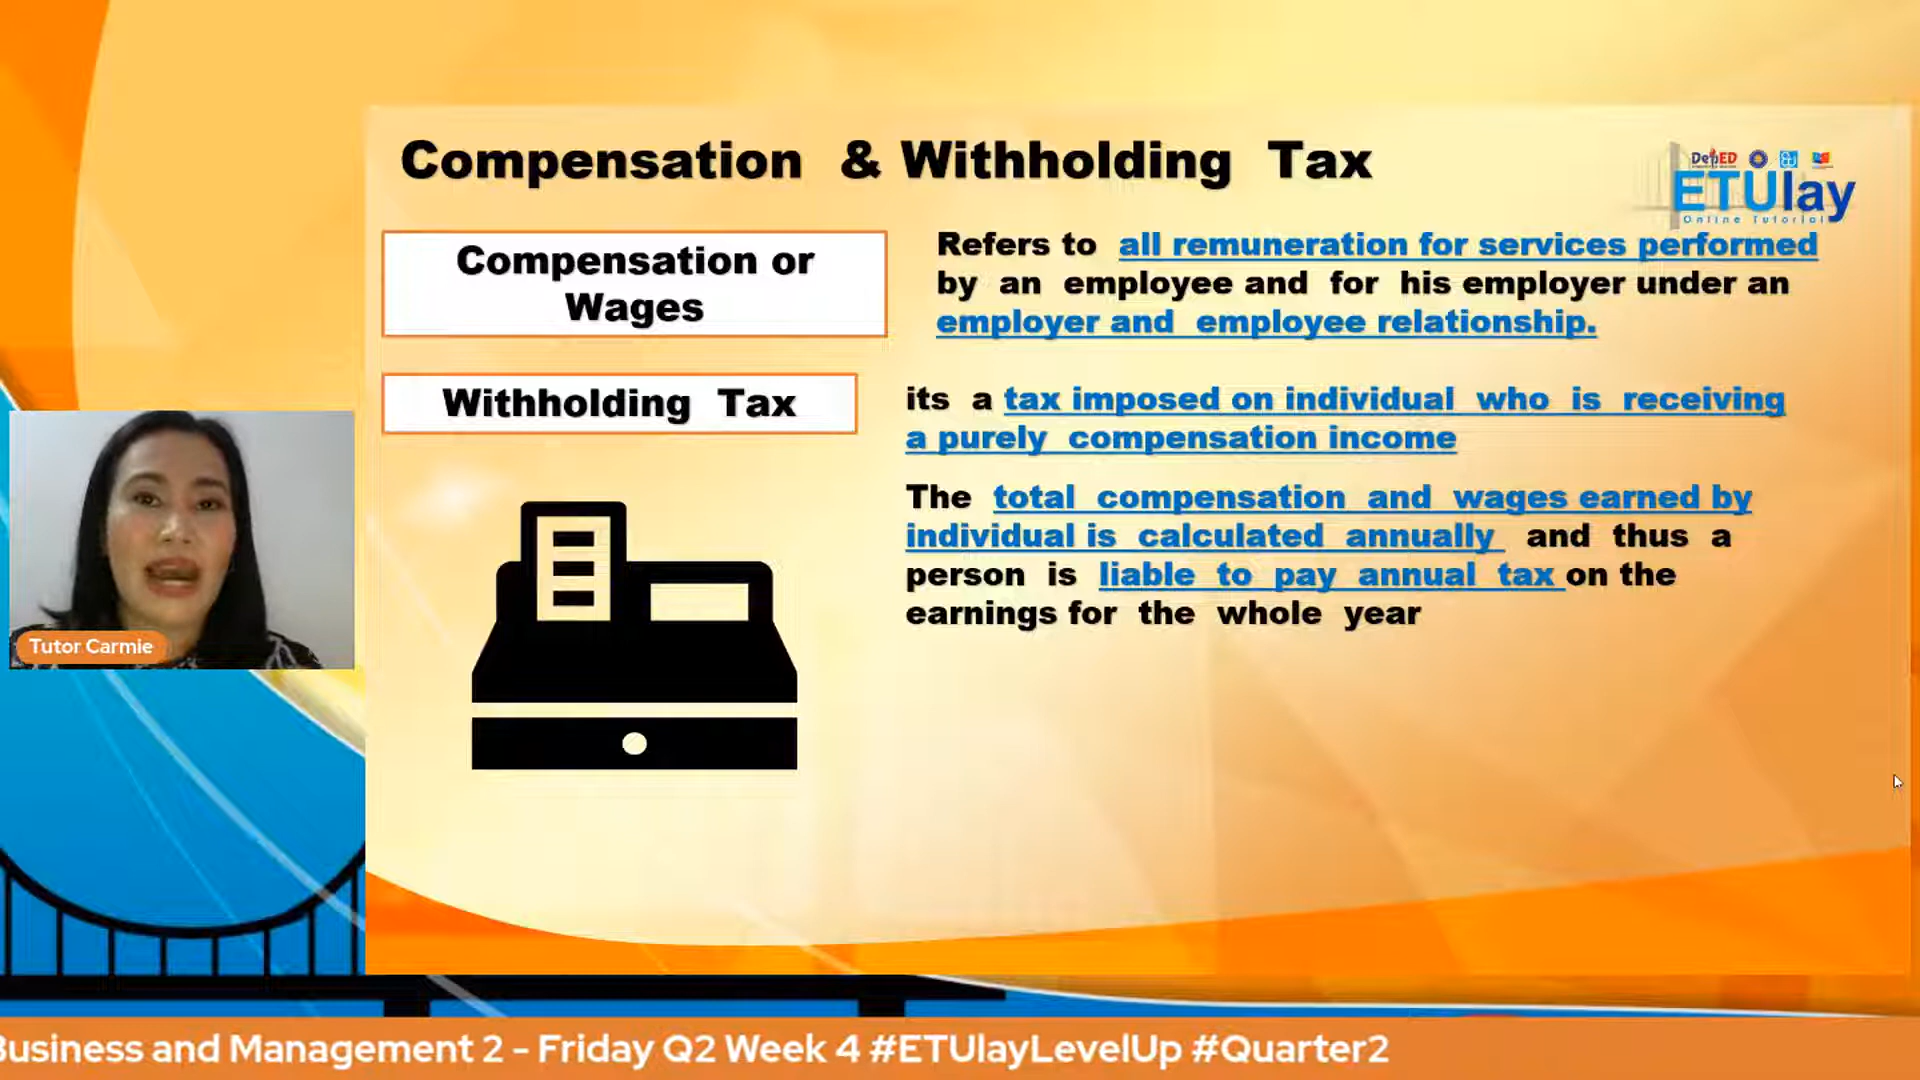 Compensation & Withholding Tax
DepED
ETUlay
Online Tutorial
Compensation or
Wages
Refers to all remuneration for services performed
by an employee and for his employer under an
employer and employee relationship.
Withholding Tax
its a tax imposed on individual who is receiving
a purely compensation income
The total compensation and wages earned by
individual is calculated annually and thus a
person is liable to pay annual tax on the
earnings for the whole year
Tutor Carmie
Business and Management 2 - Friday Q2 Week 4 #ETUlayLevelUp #Quarter2